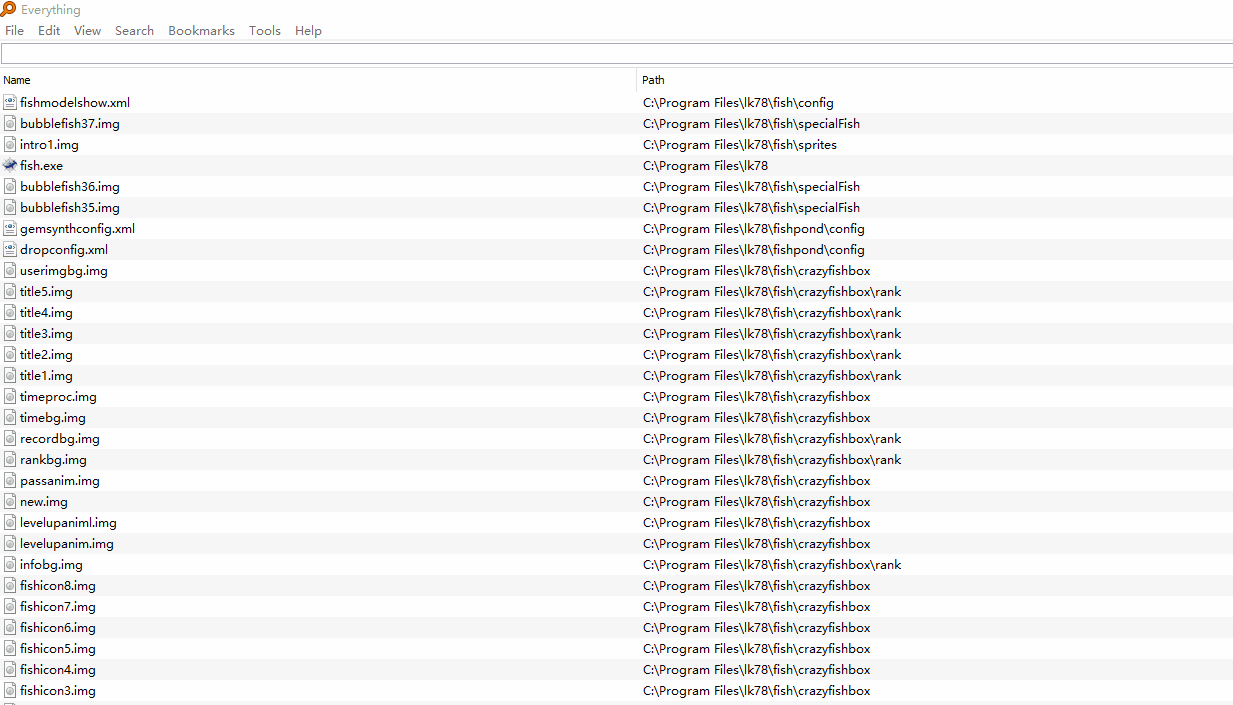 Everything
File Edit View Search Bookmarks Tools Help
Name Path
fishmodelshow.xml C:\Program Files\lk78\fish\config
bubblefish37.img C:\Program Files\lk78\fish\specialFish
intro1.img C:\Program Files\lk78\fish\sprites
fish.exe C:\Program Files\lk78
bubblefish36.img C:\Program Files\lk78\fish\specialFish
bubblefish35.img C:\Program Files\lk78\fish\specialFish
gemsynthconfig.xml C:\Program Files\lk78\fishpond\config
dropconfig.xml C:\Program Files\lk78\fishpond\config
userimgbg.img C:\Program Files\lk78\fish\crazyfishbox
title5.img C:\Program Files\lk78\fish\crazyfishbox\rank
title4.img C:\Program Files\lk78\fish\crazyfishbox\rank
title3.img C:\Program Files\lk78\fish\crazyfishbox\rank
title2.img C:\Program Files\lk78\fish\crazyfishbox\rank
title1.img C:\Program Files\lk78\fish\crazyfishbox\rank
timeproc.img C:\Program Files\lk78\fish\crazyfishbox
timebg.img C:\Program Files\lk78\fish\crazyfishbox
recordbg.img C:\Program Files\lk78\fish\crazyfishbox\rank
rankbg.img C:\Program Files\lk78\fish\crazyfishbox\rank
passanim.img C:\Program Files\lk78\fish\crazyfishbox
new.img C:\Program Files\lk78\fish\crazyfishbox
levelupaniml.img C:\Program Files\lk78\fish\crazyfishbox
levelupanim.img C:\Program Files\lk78\fish\crazyfishbox
infobg.img C:\Program Files\lk78\fish\crazyfishbox\rank
fishicon8.img C:\Program Files\lk78\fish\crazyfishbox
fishicon7.img C:\Program Files\lk78\fish\crazyfishbox
fishicon6.img C:\Program Files\lk78\fish\crazyfishbox
fishicon5.img C:\Program Files\lk78\fish\crazyfishbox
fishicon4.img C:\Program Files\lk78\fish\crazyfishbox
fishicon3.img C:\Program Files\lk78\fish\crazyfishbox